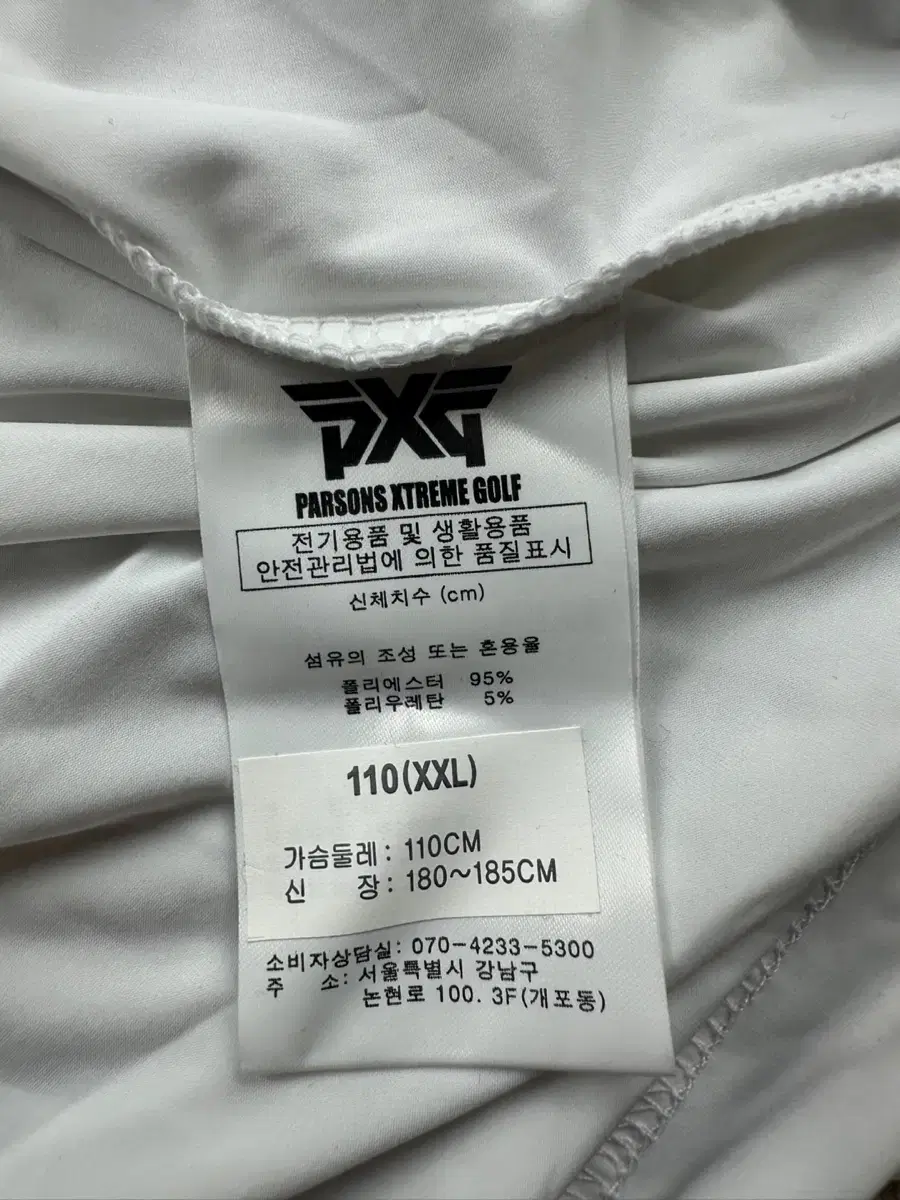 PXG
PARSONS XTREME GOLF
전기용품 및 생활용품
안전관리법에 의한 품질표시
신체치수 (cm)
섬유의 조성 또는 혼용율
폴리에스터 95%
폴리우레탄 5%
110(XXL)
가슴둘레 : 110CM
신 장 : 180~185CM
소비자상담실: 070-4233-5300
주 소: 서울특별시 강남구
논현로 100. 3F(개포동)